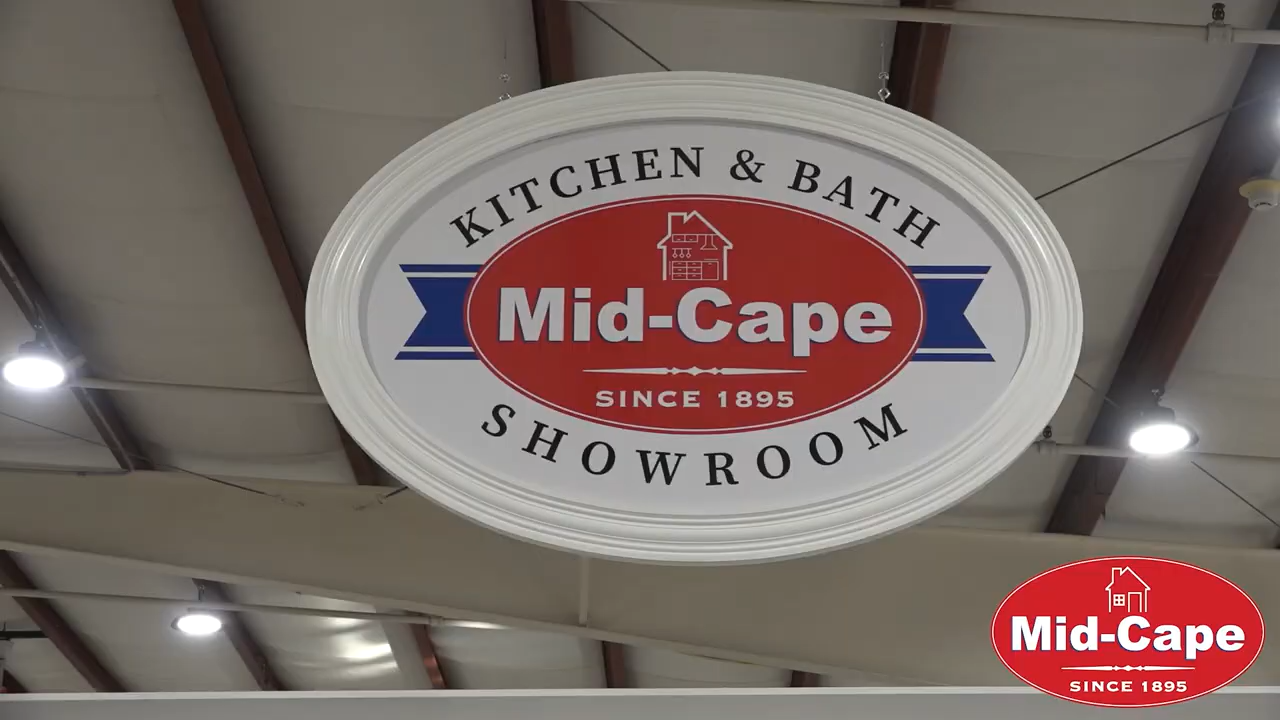 KITCHEN & BATH
Mid-Cape
SINCE 1895
SHOWROOM
Mid-Cape
SINCE 1895